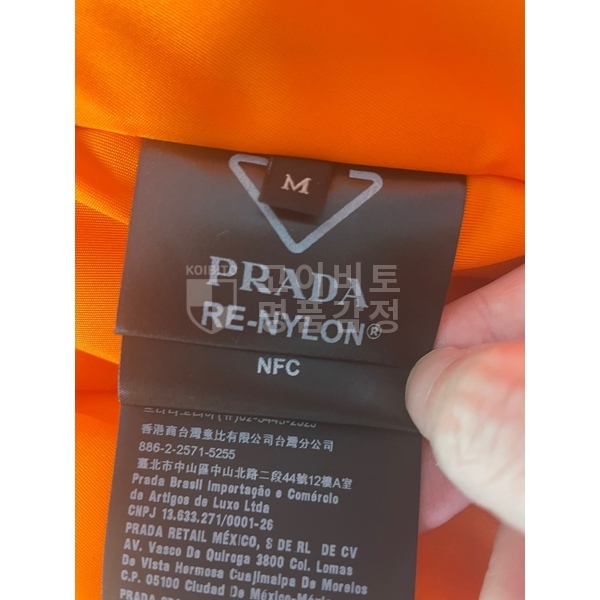 M
PRADA
RE-NYLON®
KOIBITO
고이비토
명품감정
NFC
香港商台灣壹比有限公司台灣分公司
886-2-2571-5255
臺北市中山區中山北路二段44號12樓A室
Prada Brasil Importação e Comércio
de Artigos de Luxo Ltda
CNPJ 13.633.271/0001-26
PRADA RETAIL MÉXICO, S DE RL DE CV
AV. Vasco De Quiroga 3800 Col. Lomas
De Vista Hermosa Cuajimalpa De Morelos
C.P. 05100 Ciudad De México